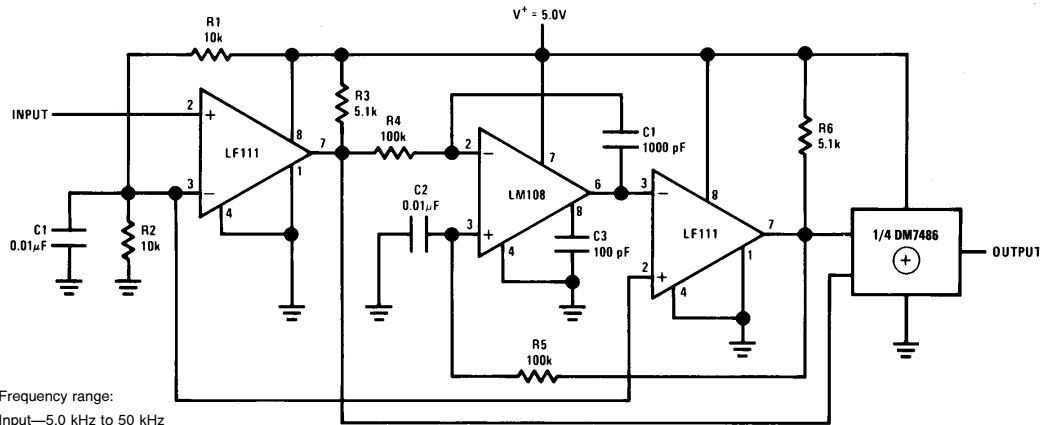 V⁺ = 5.0V
R1
10k
R3
5.1k
R4
100k
R6
5.1k
INPUT
2
+
LF111
8
7
1
3
−
4
C1
0.01μF
R2
10k
2
−
LM108
7
6
8
3
+
4
C1
1000 pF
C2
0.01μF
C3
100 pF
3
−
LF111
8
7
1
2
+
4
1/4 DM7486
+
OUTPUT
R5
100k
Frequency range:
Input—5.0 kHz to 50 kHz